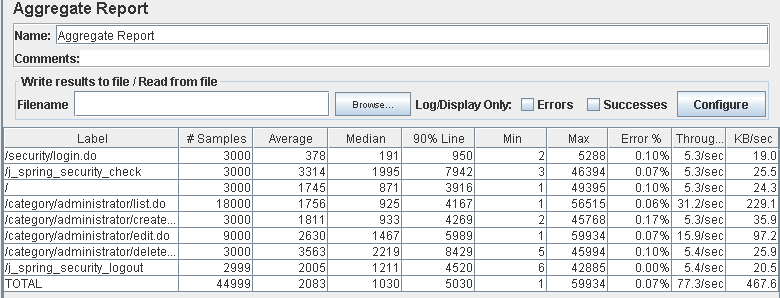 Aggregate Report
Name: Aggregate Report
Comments:
Write results to file / Read from file
Filename Browse... Log/Display Only: Errors Successes Configure
Label # Samples Average Median 90% Line Min Max Error % Throug... KB/sec
/security/login.do 3000 378 191 950 2 5288 0.10% 5.3/sec 19.0
/j_spring_security_check 3000 3314 1995 7942 3 46394 0.07% 5.3/sec 25.5
/ 3000 1745 871 3916 1 49395 0.10% 5.3/sec 24.3
/category/administrator/list.do 18000 1756 925 4167 1 56515 0.06% 31.2/sec 229.1
/category/administrator/create... 3000 1811 933 4269 2 45768 0.17% 5.3/sec 35.9
/category/administrator/edit.do 9000 2630 1467 5989 1 59934 0.07% 15.9/sec 97.2
/category/administrator/delete... 3000 3563 2219 8429 5 45994 0.10% 5.4/sec 25.9
/j_spring_security_logout 2999 2005 1211 4520 6 42885 0.00% 5.4/sec 20.5
TOTAL 44999 2083 1030 5030 1 59934 0.07% 77.3/sec 467.6